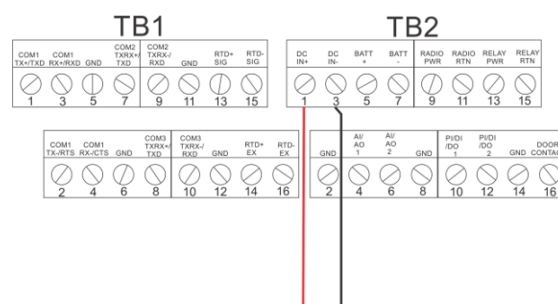 TB1 TB2
COM1 TX+/TXD COM1 RX+/RXD GND COM2 TXRX+/ TXD COM2 TXRX-/ RXD GND RTD+ SIG RTD- SIG
1 3 5 7 9 11 13 15
DC IN+ DC IN- BATT + BATT - RADIO PWR RADIO RTN RELAY PWR RELAY RTN
1 3 5 7 9 11 13 15
COM1 TX-/RTS COM1 RX-/CTS GND COM3 TXRX+/ TXD COM3 TXRX-/ RXD GND RTD+ EX RTD- EX
2 4 6 8 10 12 14 16
GND AI/ AO 1 AI/ AO 2 GND PI/DI /DO 1 PI/DI /DO 2 GND DOOR CONTAC
2 4 6 8 10 12 14 16